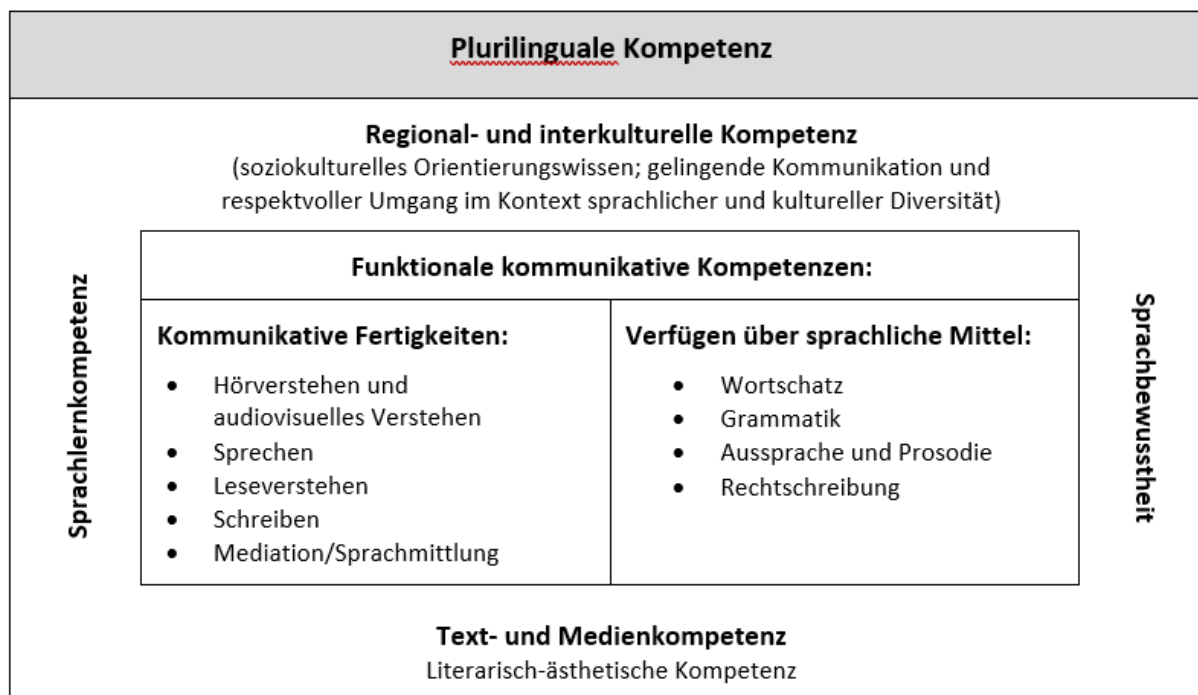 Plurilinguale Kompetenz
Regional- und interkulturelle Kompetenz
(soziokulturelles Orientierungswissen; gelingende Kommunikation und
respektvoller Umgang im Kontext sprachlicher und kultureller Diversität)
Sprachlernkompetenz
Funktionale kommunikative Kompetenzen:
Kommunikative Fertigkeiten:
• Hörverstehen und
audiovisuelles Verstehen
• Sprechen
• Leseverstehen
• Schreiben
• Mediation/Sprachmittlung
Verfügen über sprachliche Mittel:
• Wortschatz
• Grammatik
• Aussprache und Prosodie
• Rechtschreibung
Sprachbewusstheit
Text- und Medienkompetenz
Literarisch-ästhetische Kompetenz